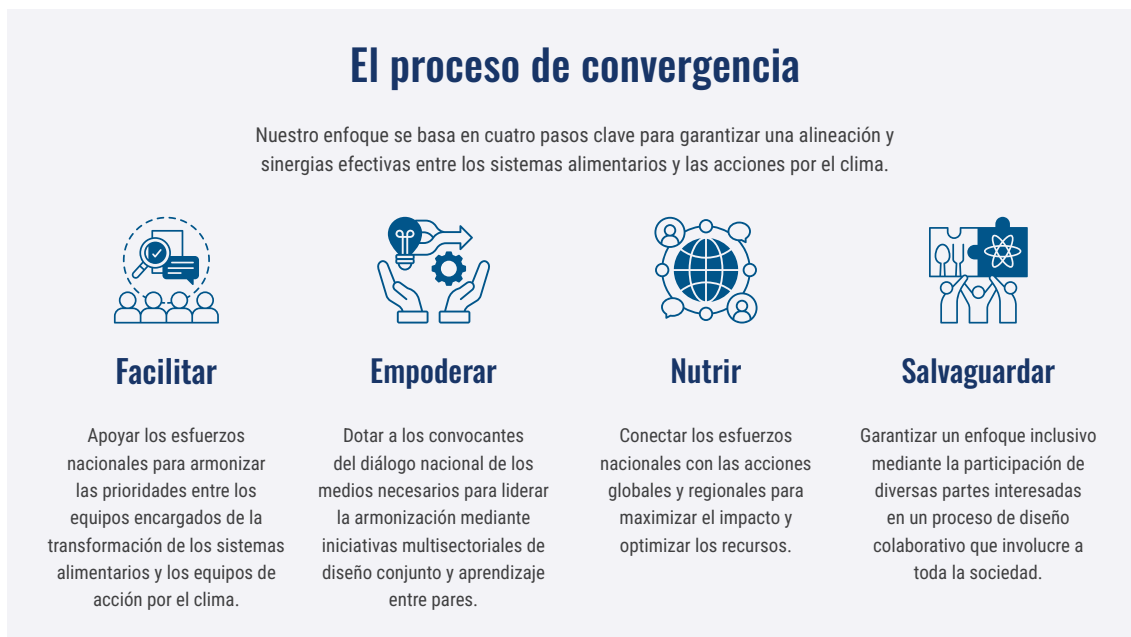 El proceso de convergencia
Nuestro enfoque se basa en cuatro pasos clave para garantizar una alineación y
sinergias efectivas entre los sistemas alimentarios y las acciones por el clima.
Facilitar
Apoyar los esfuerzos
nacionales para armonizar
las prioridades entre los
equipos encargados de la
transformación de los sistemas
alimentarios y los equipos de
acción por el clima.
Empoderar
Dotar a los convocantes
del diálogo nacional de los
medios necesarios para liderar
la armonización mediante
iniciativas multisectoriales de
diseño conjunto y aprendizaje
entre pares.
Nutrir
Conectar los esfuerzos
nacionales con las acciones
globales y regionales para
maximizar el impacto y
optimizar los recursos.
Salvaguardar
Garantizar un enfoque inclusivo
mediante la participación de
diversas partes interesadas
en un proceso de diseño
colaborativo que involucre a
toda la sociedad.